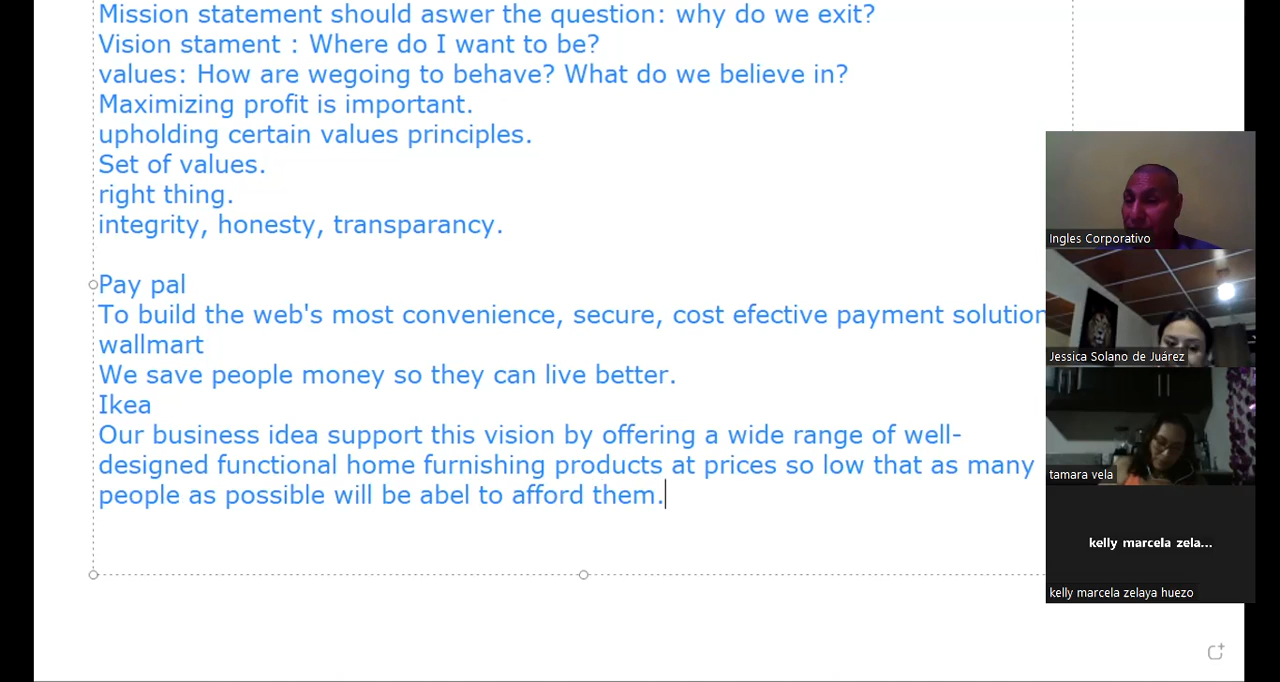 Mission statement should aswer the question: why do we exit?
Vision stament : Where do I want to be?
values: How are wegoing to behave? What do we believe in?
Maximizing profit is important.
upholding certain values principles.
Set of values.
right thing.
integrity, honesty, transparancy.
Pay pal
To build the web's most convenience, secure, cost efective payment solution
wallmart
We save people money so they can live better.
Ikea
Our business idea support this vision by offering a wide range of well-
designed functional home furnishing products at prices so low that as many
people as possible will be abel to afford them.
Ingles Corporativo
Jessica Solano de Juárez
tamara vela
kelly marcela zela...
kelly marcela zelaya huezo